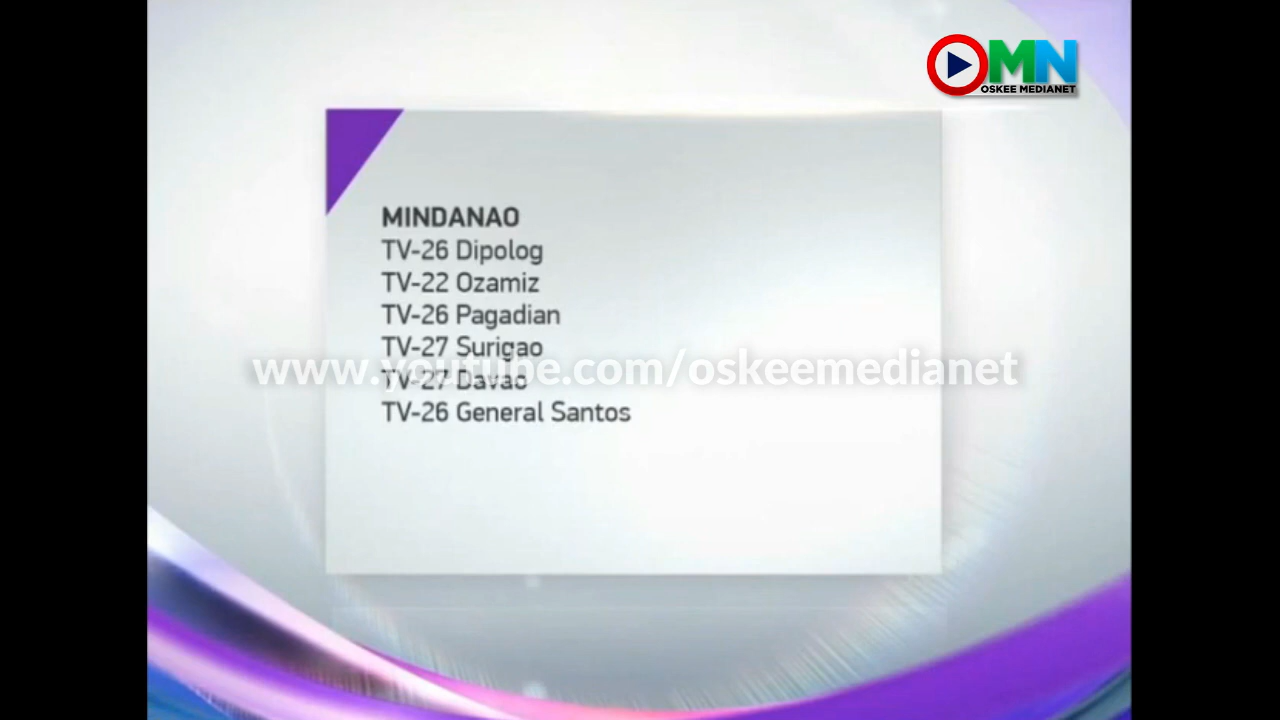 OMN
OSKEE MEDIANET
MINDANAO
TV-26 Dipolog
TV-22 Ozamiz
TV-26 Pagadian
TV-27 Surigao
www.youtube.com/oskeemedianet
TV-27 Davao
TV-26 General Santos